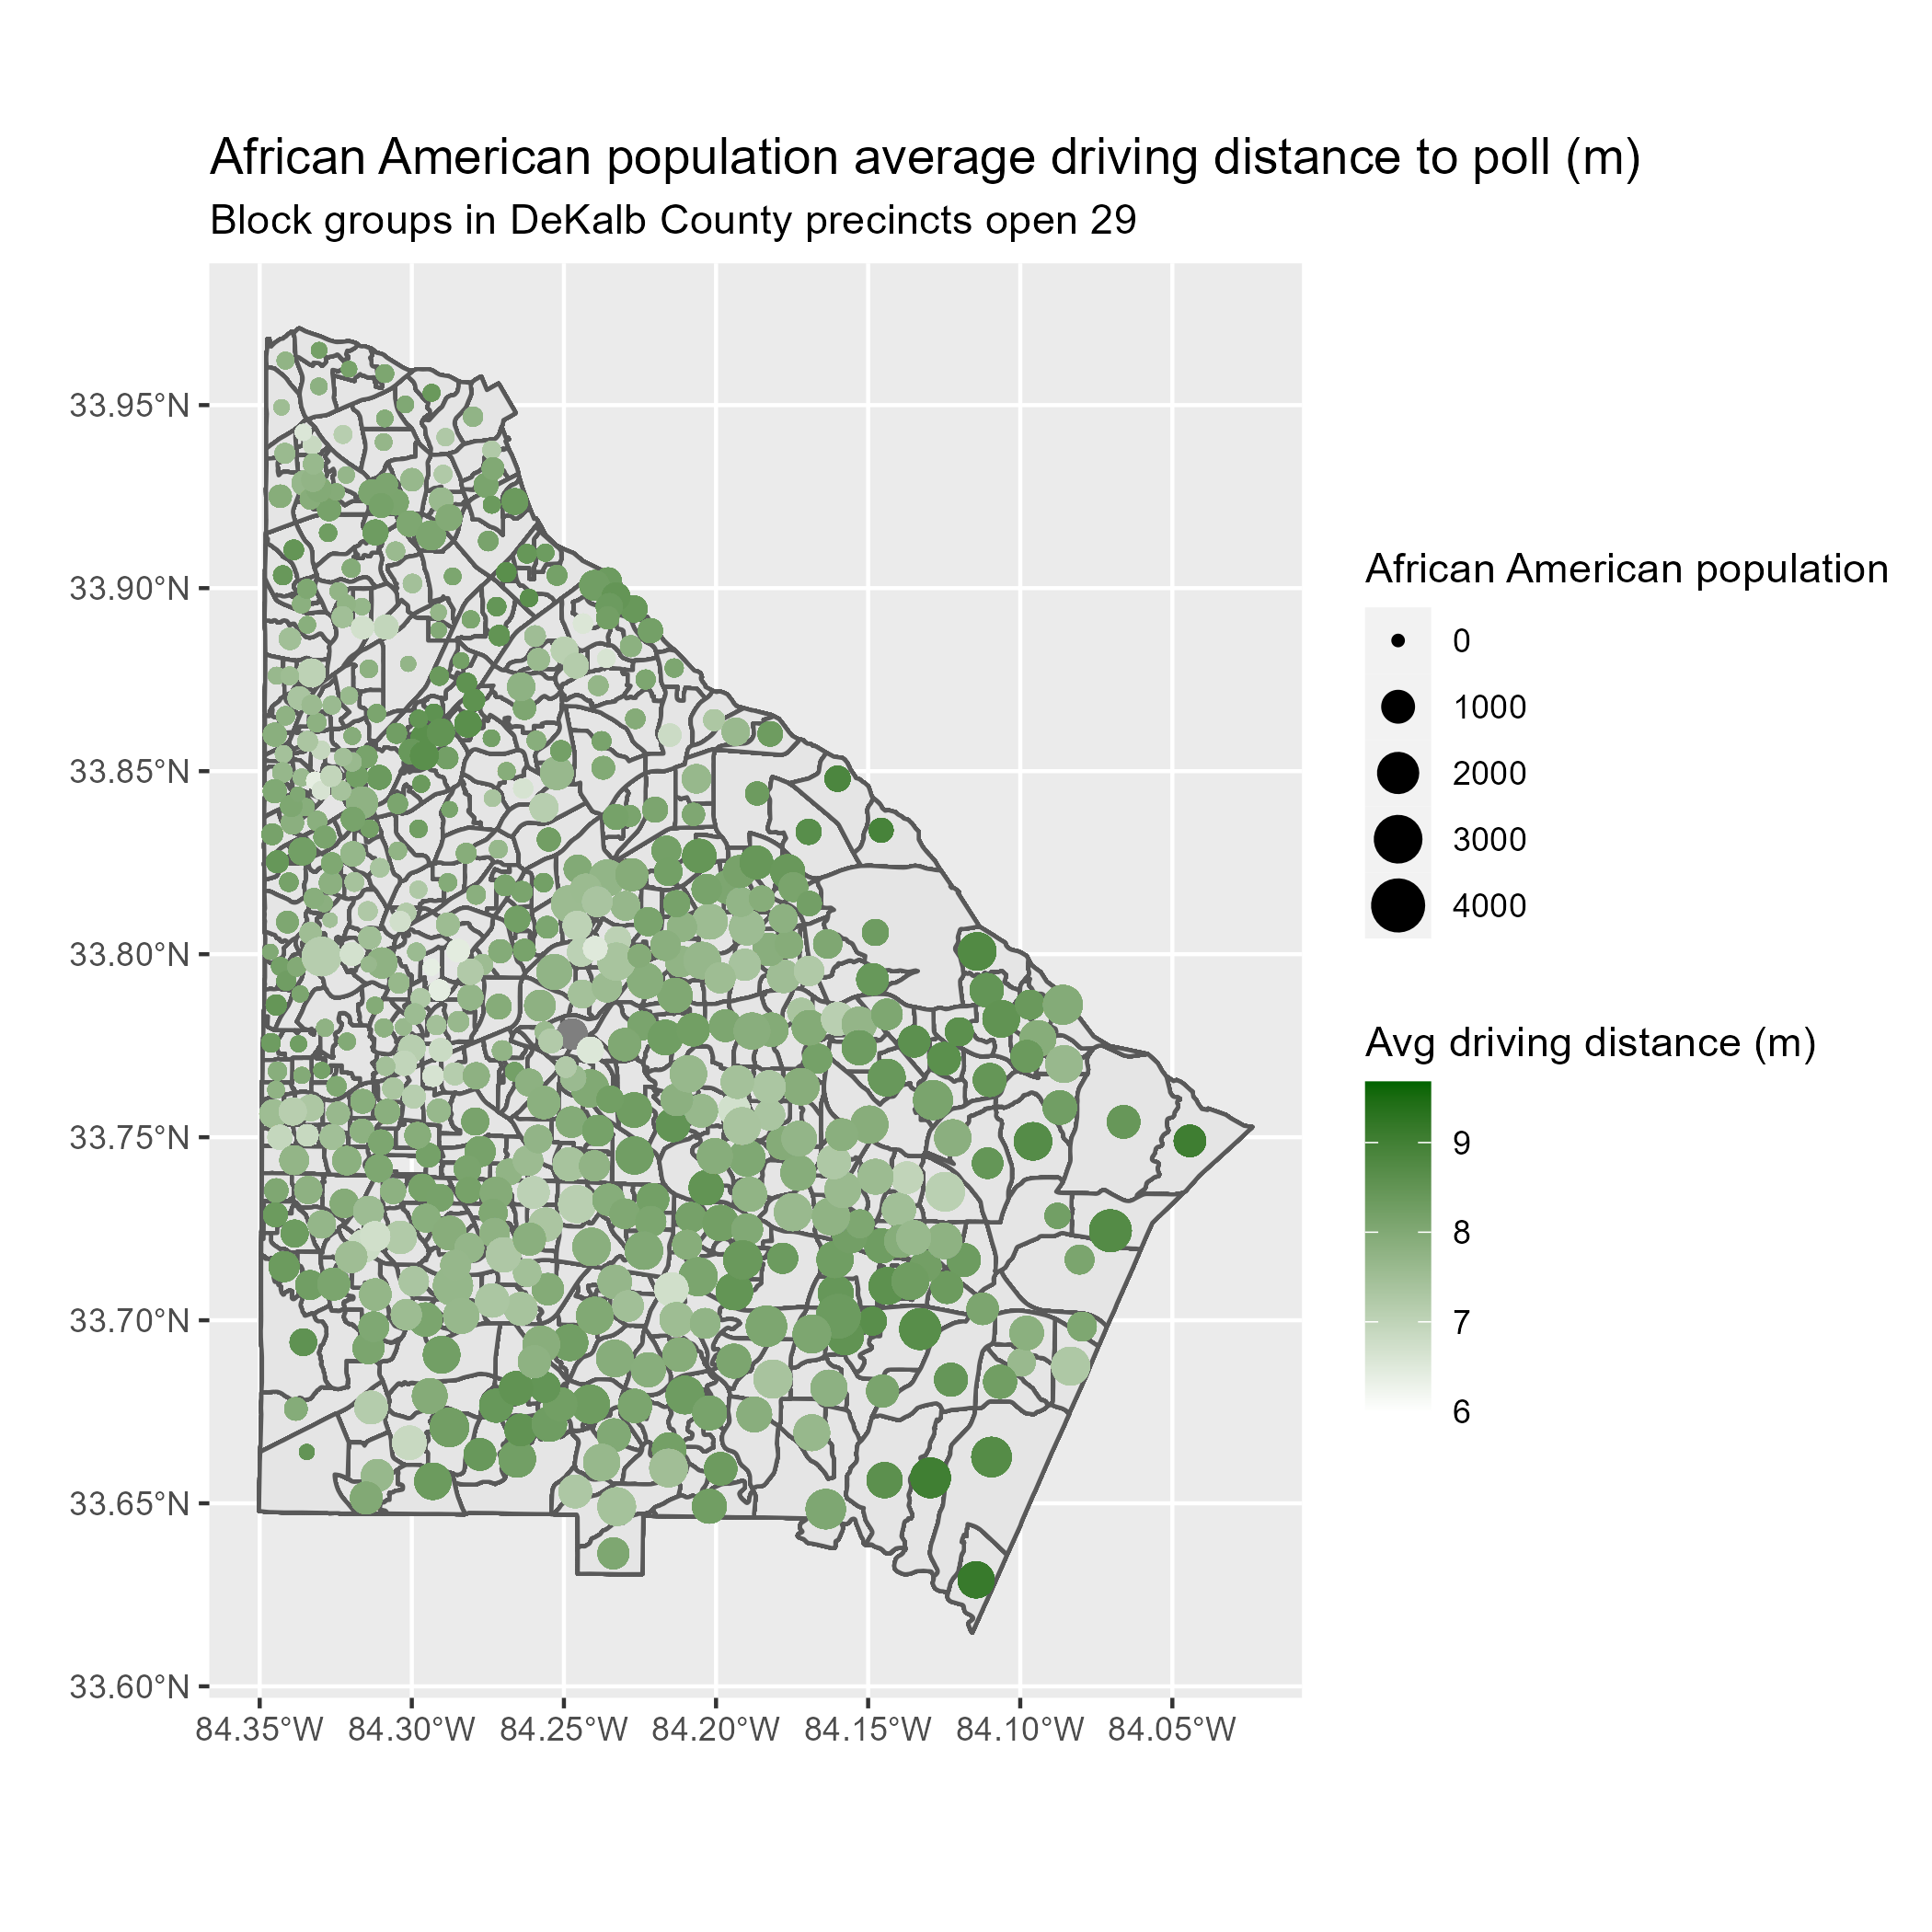 African American population average driving distance to poll (m)
Block groups in DeKalb County precincts open 29
33.95°N
33.90°N
33.85°N
33.80°N
33.75°N
33.70°N
33.65°N
33.60°N
84.35°W 84.30°W 84.25°W 84.20°W 84.15°W 84.10°W 84.05°W
African American population
0
1000
2000
3000
4000
Avg driving distance (m)
9
8
7
6